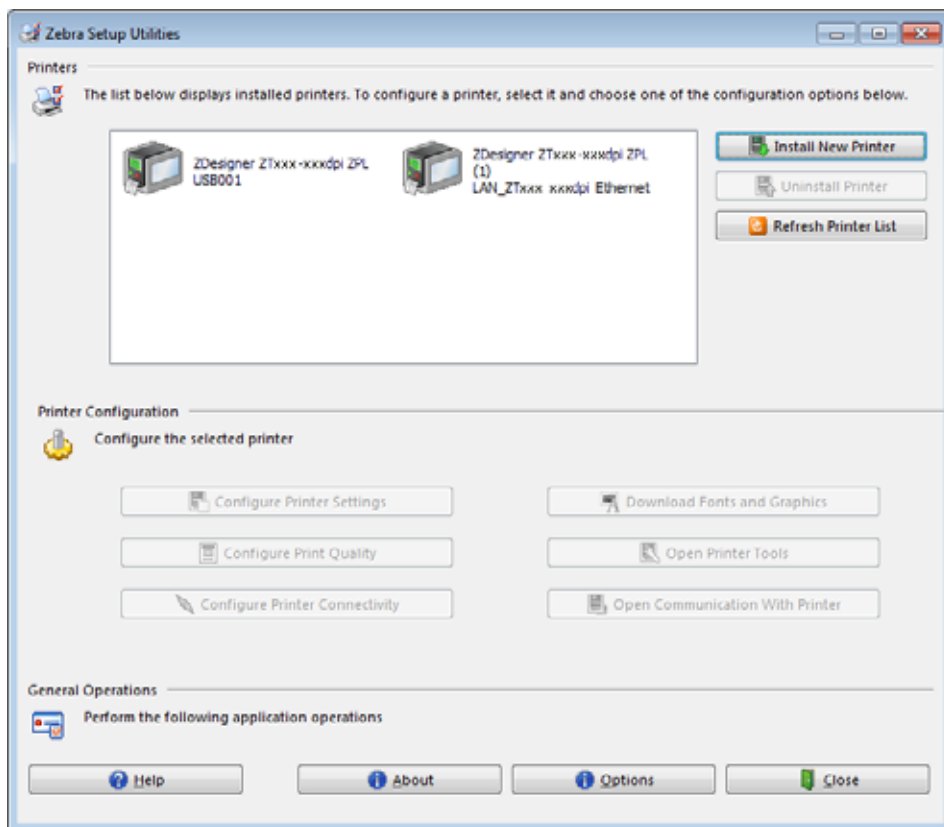 Zebra Setup Utilities
Printers
The list below displays installed printers. To configure a printer, select it and choose one of the configuration options below.
ZDesigner ZTxxx-xxxdpi ZPL
USB001
ZDesigner ZTxxx-xxxdpi ZPL
(1)
LAN_ZTxxx xxxdpi Ethernet
Install New Printer
Uninstall Printer
Refresh Printer List
Printer Configuration
Configure the selected printer
Configure Printer Settings
Download Fonts and Graphics
Configure Print Quality
Open Printer Tools
Configure Printer Connectivity
Open Communication With Printer
General Operations
Perform the following application operations
Help
About
Options
Close